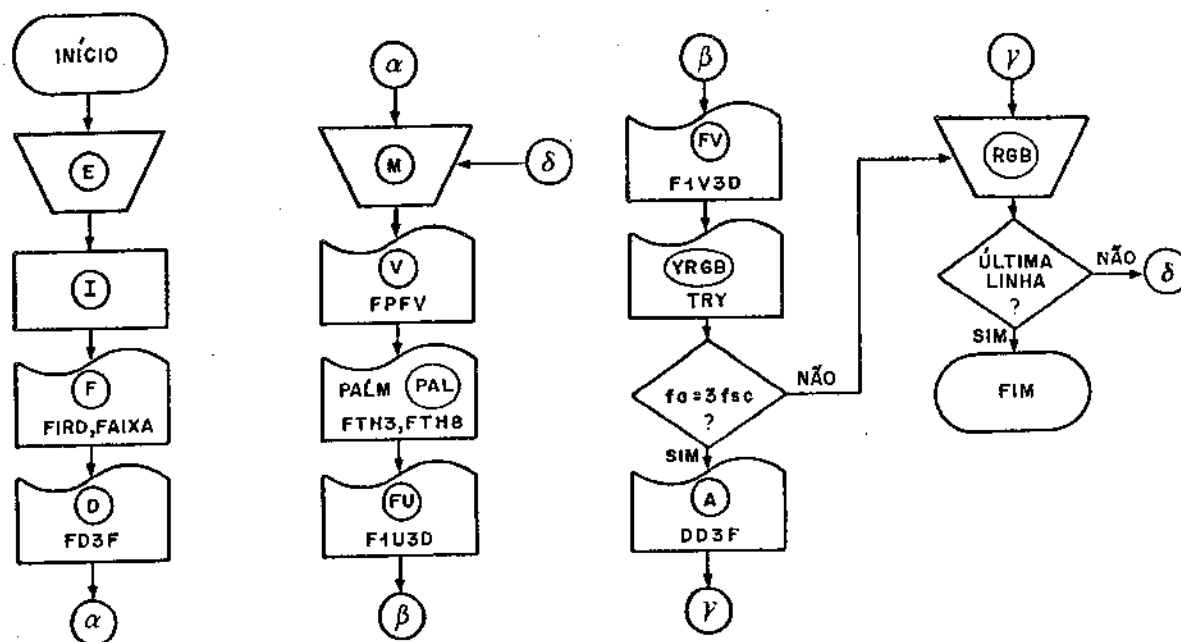 INÍCIO
E
I
F
FIRD, FAIXA
D
FD3F
α
α
M
δ
V
FPFV
PALM PAL
FTH3, FTH8
FU
F1U3D
β
β
FV
F1V3D
YRGB
TRY
fa=3fsc
?
NÃO
SIM
A
DD3F
γ
γ
RGB
ÚLTIMA
LINHA
?
NÃO
δ
SIM
FIM